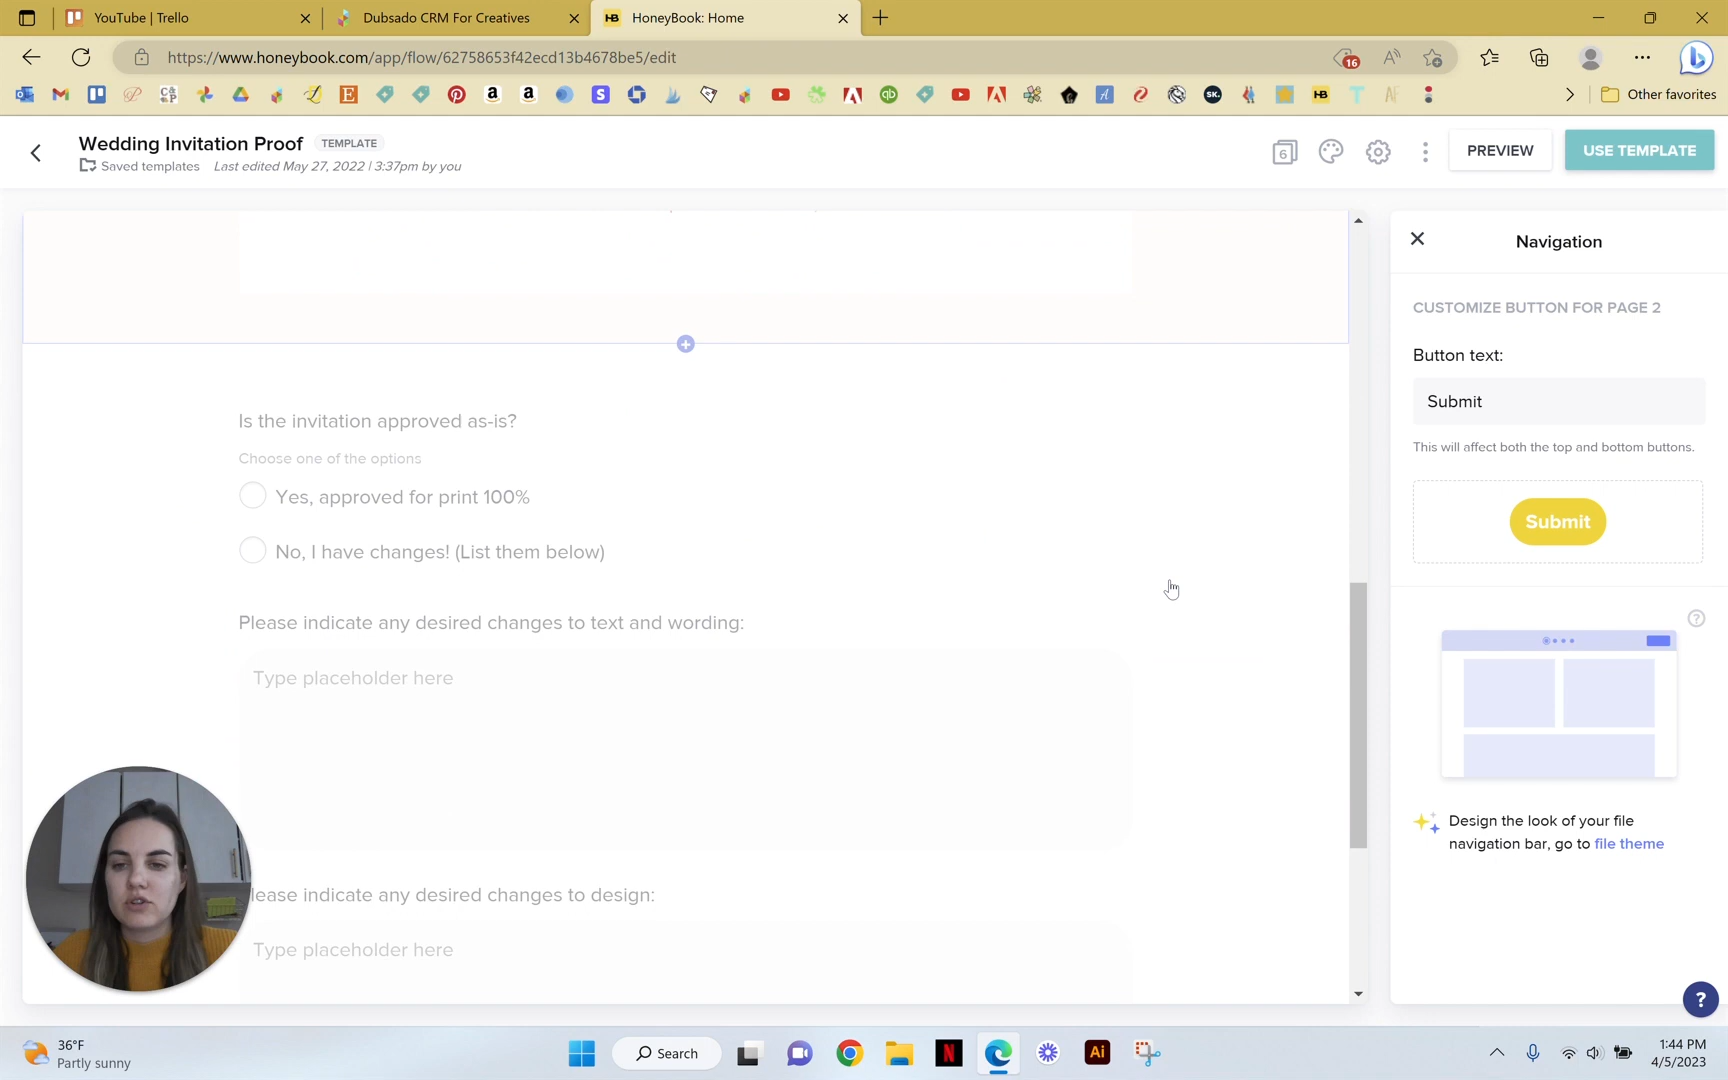 YouTube | Trello
Dubsado CRM For Creatives
HB HoneyBook: Home
https://www.honeybook.com/app/flow/62758653f42ecd13b4678be5/edit
16
Other favorites
Wedding Invitation Proof
TEMPLATE
Saved templates Last edited May 27, 2022 | 3:37pm by you
6
PREVIEW
USE TEMPLATE
Navigation
CUSTOMIZE BUTTON FOR PAGE 2
Button text:
Submit
This will affect both the top and bottom buttons.
Submit
Design the look of your file
navigation bar, go to file theme
Is the invitation approved as-is?
Choose one of the options
Yes, approved for print 100%
No, I have changes! (List them below)
Please indicate any desired changes to text and wording:
Type placeholder here
lease indicate any desired changes to design:
Type placeholder here
?
36°F
Partly sunny
Search
N
Ai
1:44 PM
4/5/2023